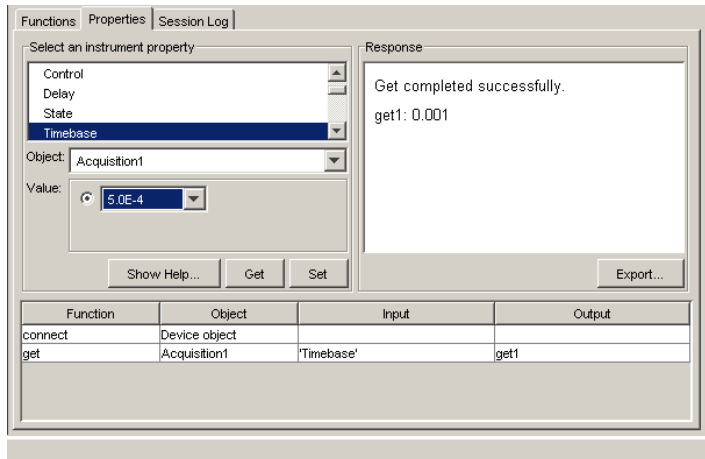 Functions Properties Session Log
Select an instrument property
Control
Delay
State
Timebase
Object: Acquisition1
Value: 5.0E-4
Show Help... Get Set
Response
Get completed successfully.
get1: 0.001
Export...
Function Object Input Output
connect Device object
get Acquisition1 'Timebase' get1